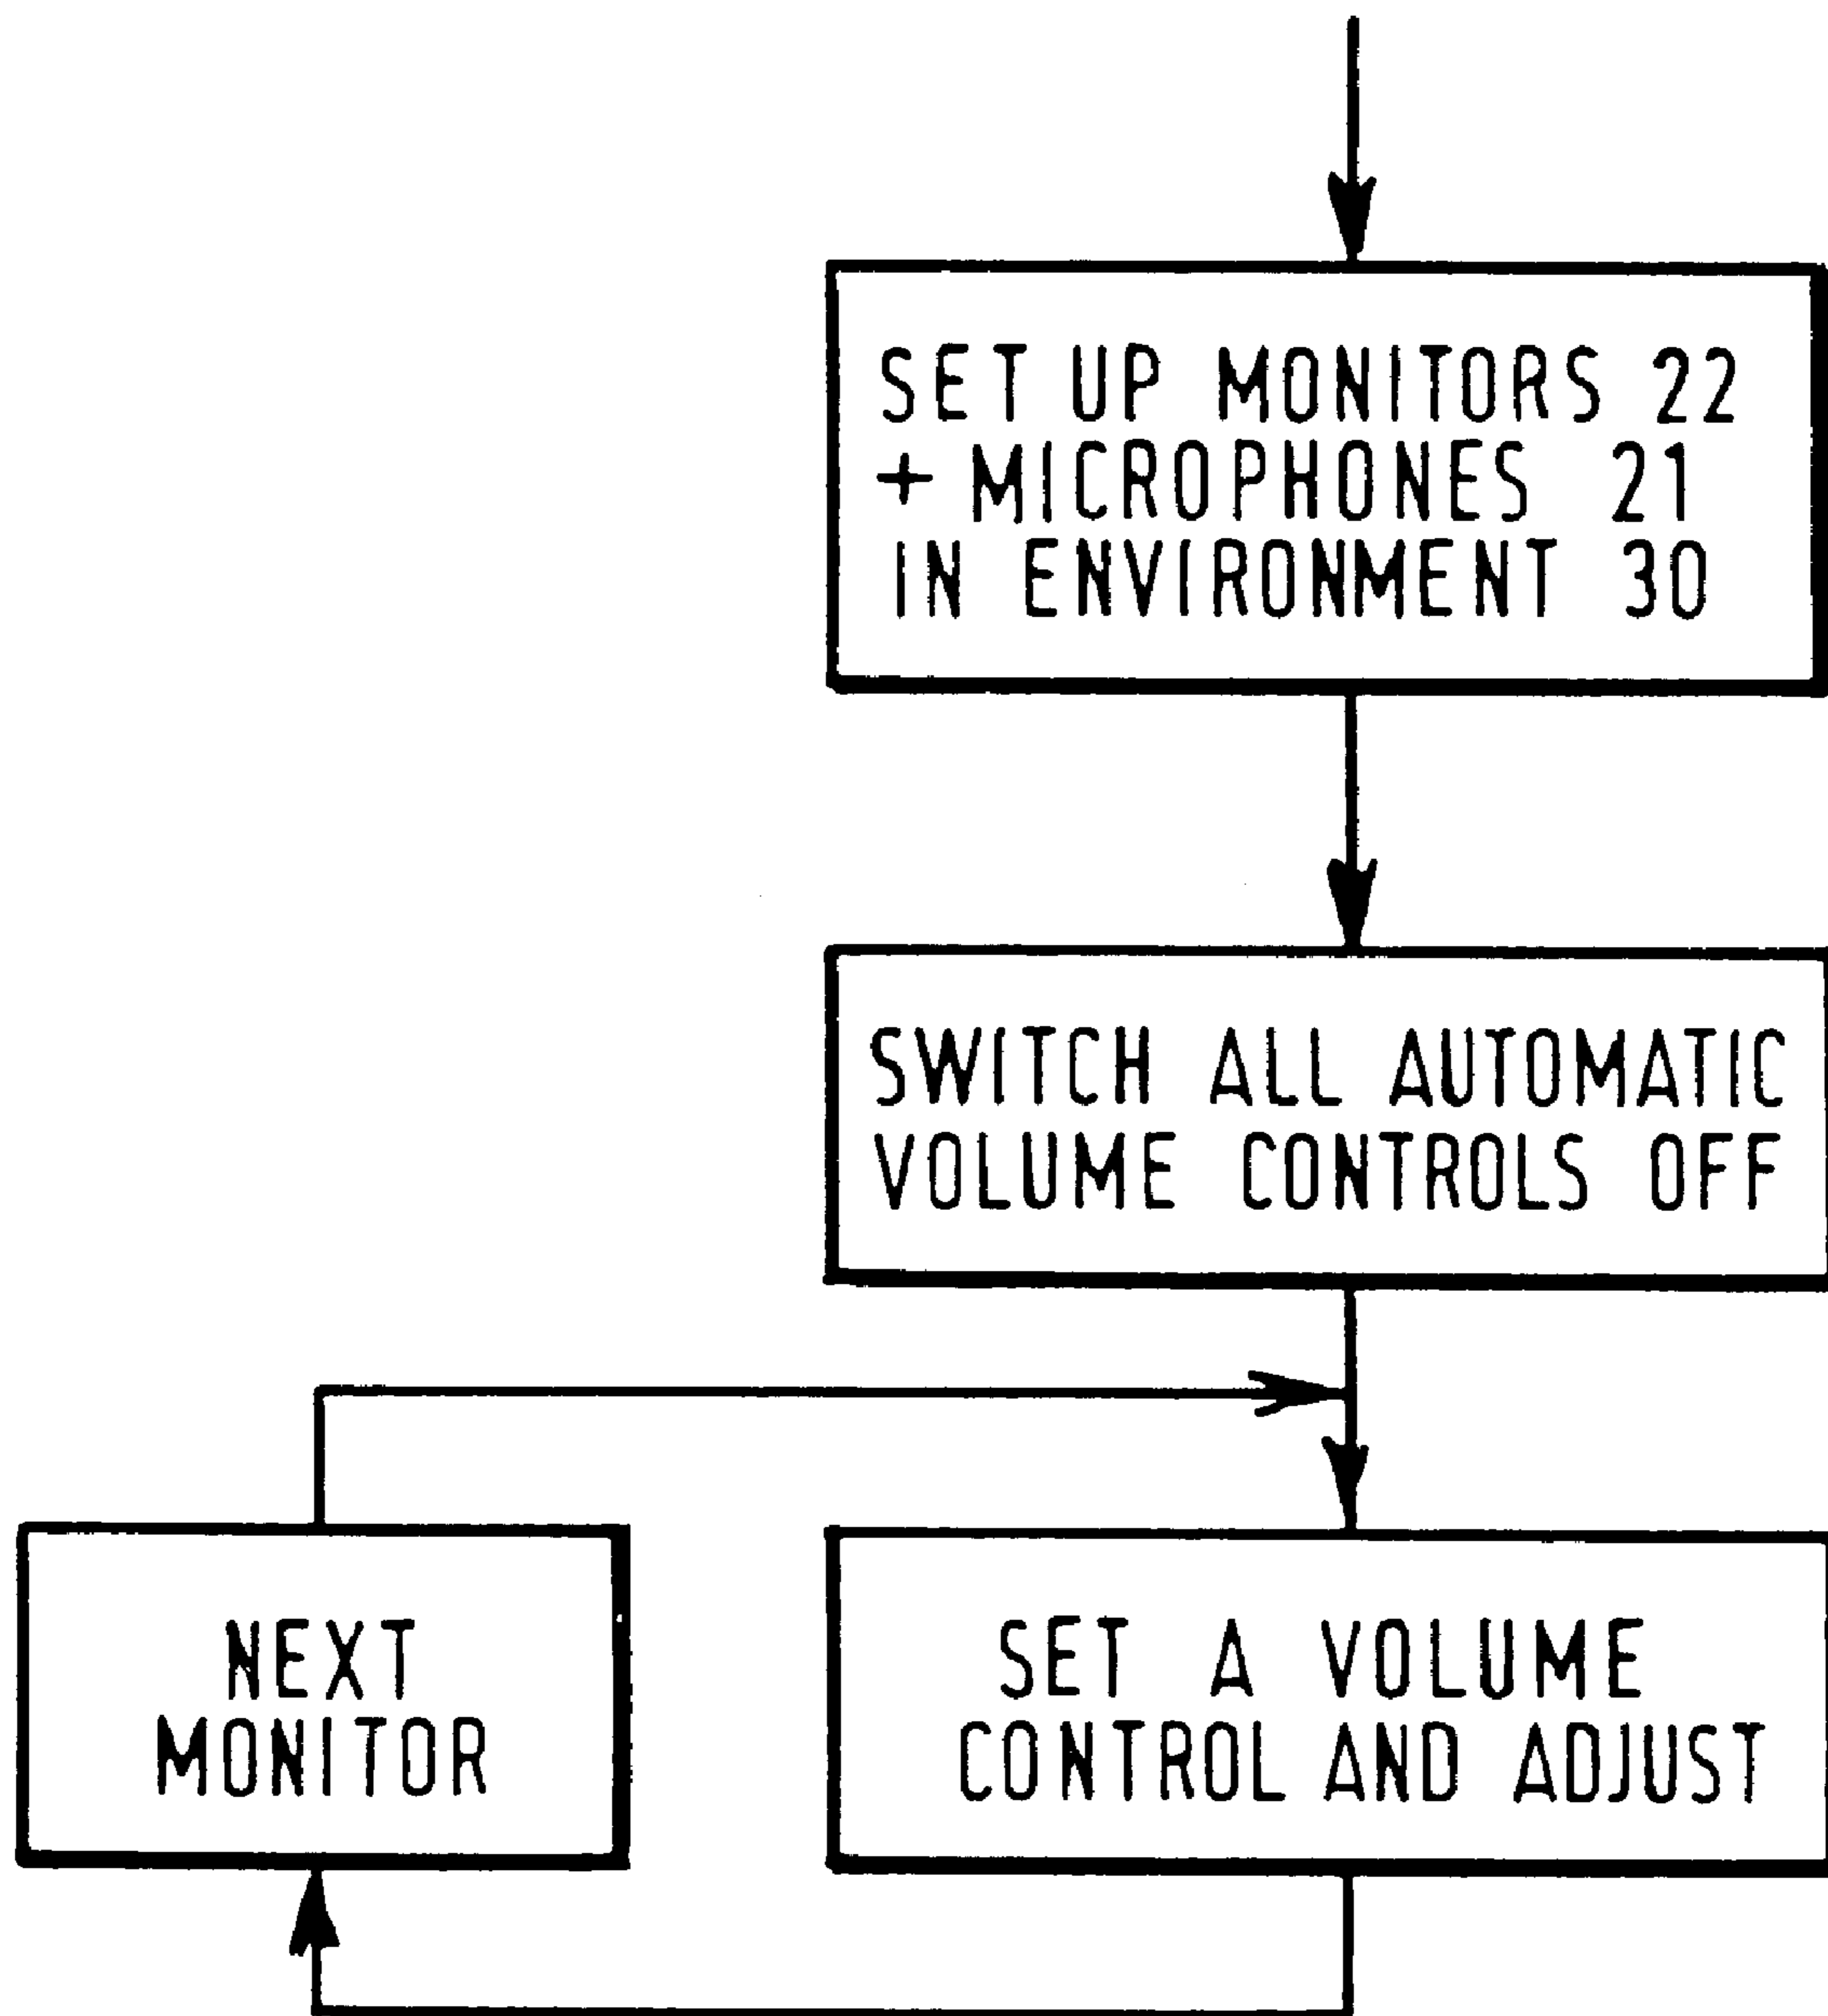 SET UP MONITORS 22
+ MICROPHONES 21
IN ENVIRONMENT 30
SWITCH ALL AUTOMATIC
VOLUME CONTROLS OFF
NEXT
MONITOR
SET A VOLUME
CONTROL AND ADJUST